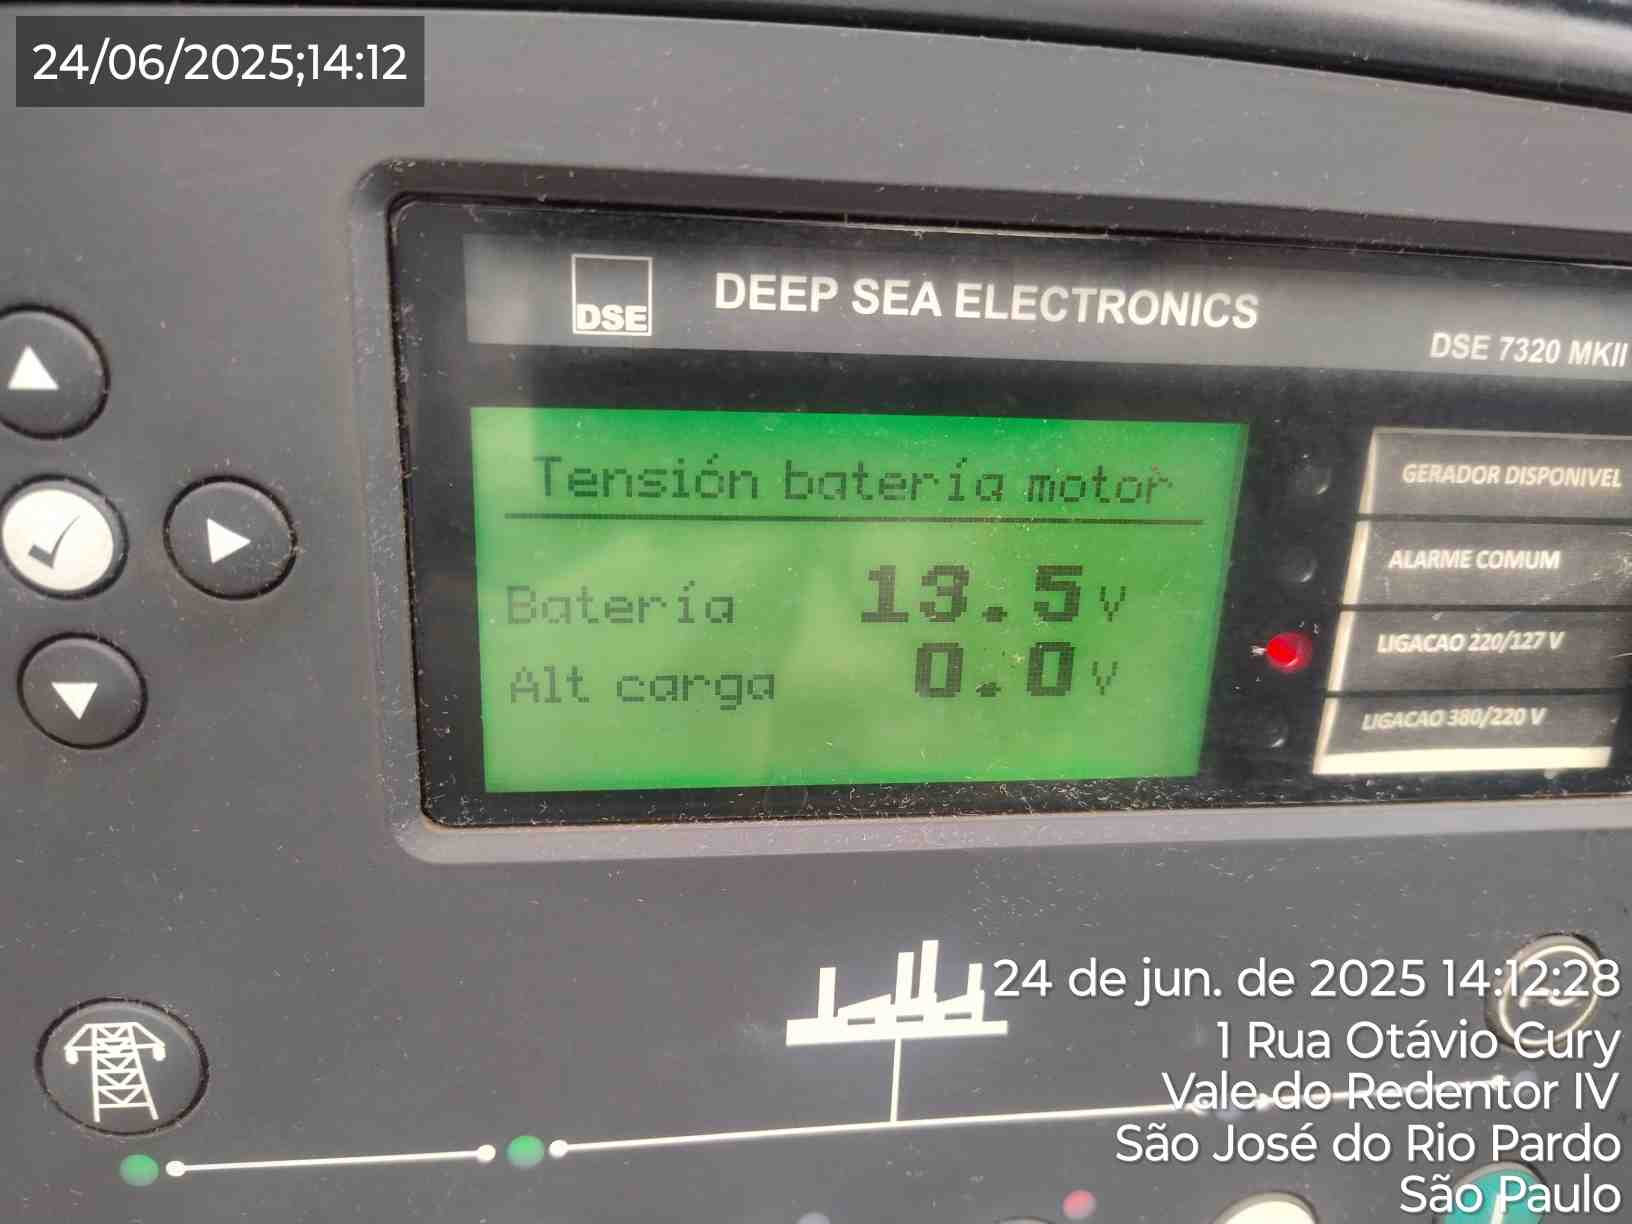 24/06/2025;14:12
DSE
DEEP SEA ELECTRONICS
DSE 7320 MKII
Tensión batería motor
Batería 13.5 V
Alt carga 0.0 V
GERADOR DISPONIVEL
ALARME COMUM
LIGACAO 220/127 V
LIGACAO 380/220 V
24 de jun. de 2025 14:12:28
1 Rua Otávio Cury
Vale do Redentor IV
São José do Rio Pardo
São Paulo